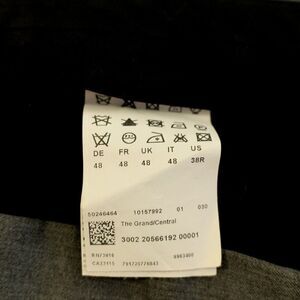 DE FR UK IT US
48 48 48 48 38R
50246464 10157992 01 030
The Grand/Central
3002 20566192 00001